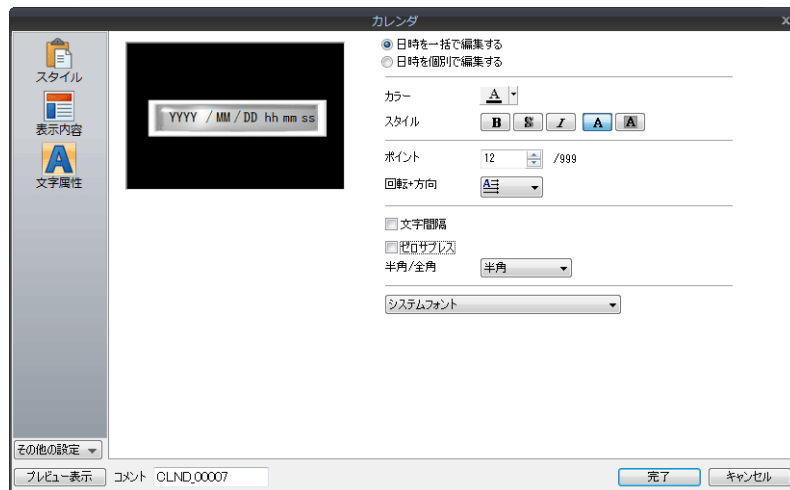 カレンダ
x
スタイル
表示内容
文字属性
YYYY / MM / DD hh mm ss
日時を一括で編集する
日時を個別で編集する
カラー A
スタイル B S I A A
ポイント 12 /999
回転+方向 A
文字間隔
ゼロサプレス
半角/全角 半角
システムフォント
その他の設定
プレビュー表示 コメント CLND_00007 完了 キャンセル